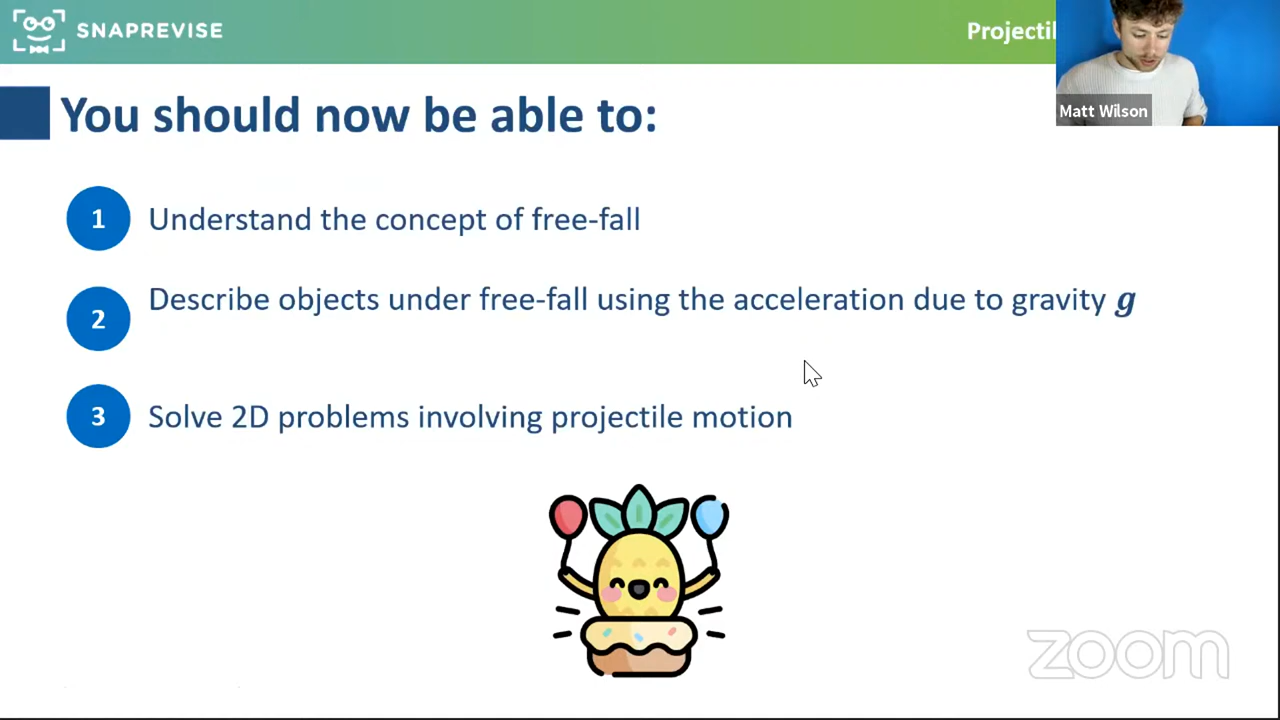 SNAPREVISE
Matt Wilson
You should now be able to:
1 Understand the concept of free-fall
2 Describe objects under free-fall using the acceleration due to gravity g
3 Solve 2D problems involving projectile motion
zoom